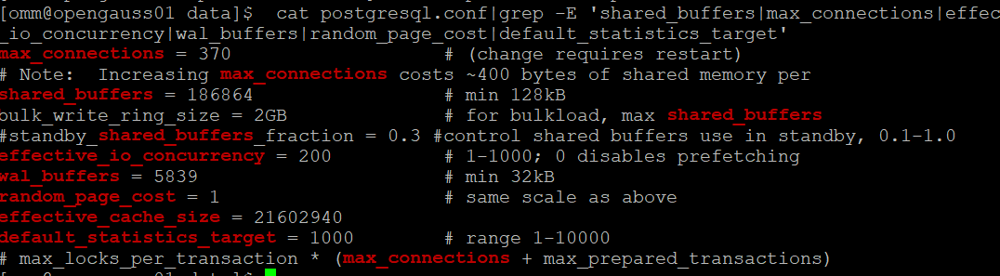 [omm@opengauss01 data]$  cat postgresql.conf|grep -E 'shared_buffers|max_connections|effec
_io_concurrency|wal_buffers|random_page_cost|default_statistics_target'
max_connections = 370                   # (change requires restart)
# Note:  Increasing max_connections costs ~400 bytes of shared memory per
shared_buffers = 186864                 # min 128kB
bulk_write_ring_size = 2GB              # for bulkload, max shared_buffers
#standby_shared_buffers_fraction = 0.3 #control shared buffers use in standby, 0.1-1.0
effective_io_concurrency = 200          # 1-1000; 0 disables prefetching
wal_buffers = 5839                      # min 32kB
random_page_cost = 1                    # same scale as above
effective_cache_size = 21602940
default_statistics_target = 1000        # range 1-10000
# max_locks_per_transaction * (max_connections + max_prepared_transactions)